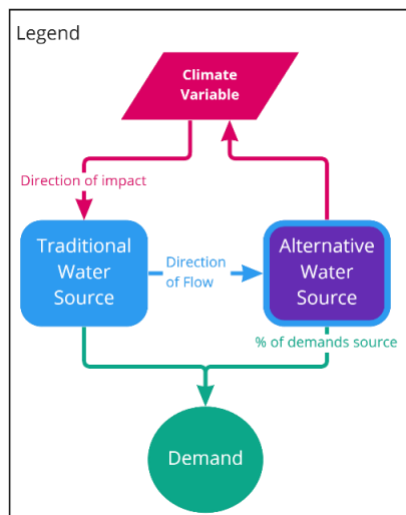 Legend
Climate
Variable
Direction of impact
Traditional
Water
Source
Direction
of Flow
Alternative
Water
Source
% of demands source
Demand